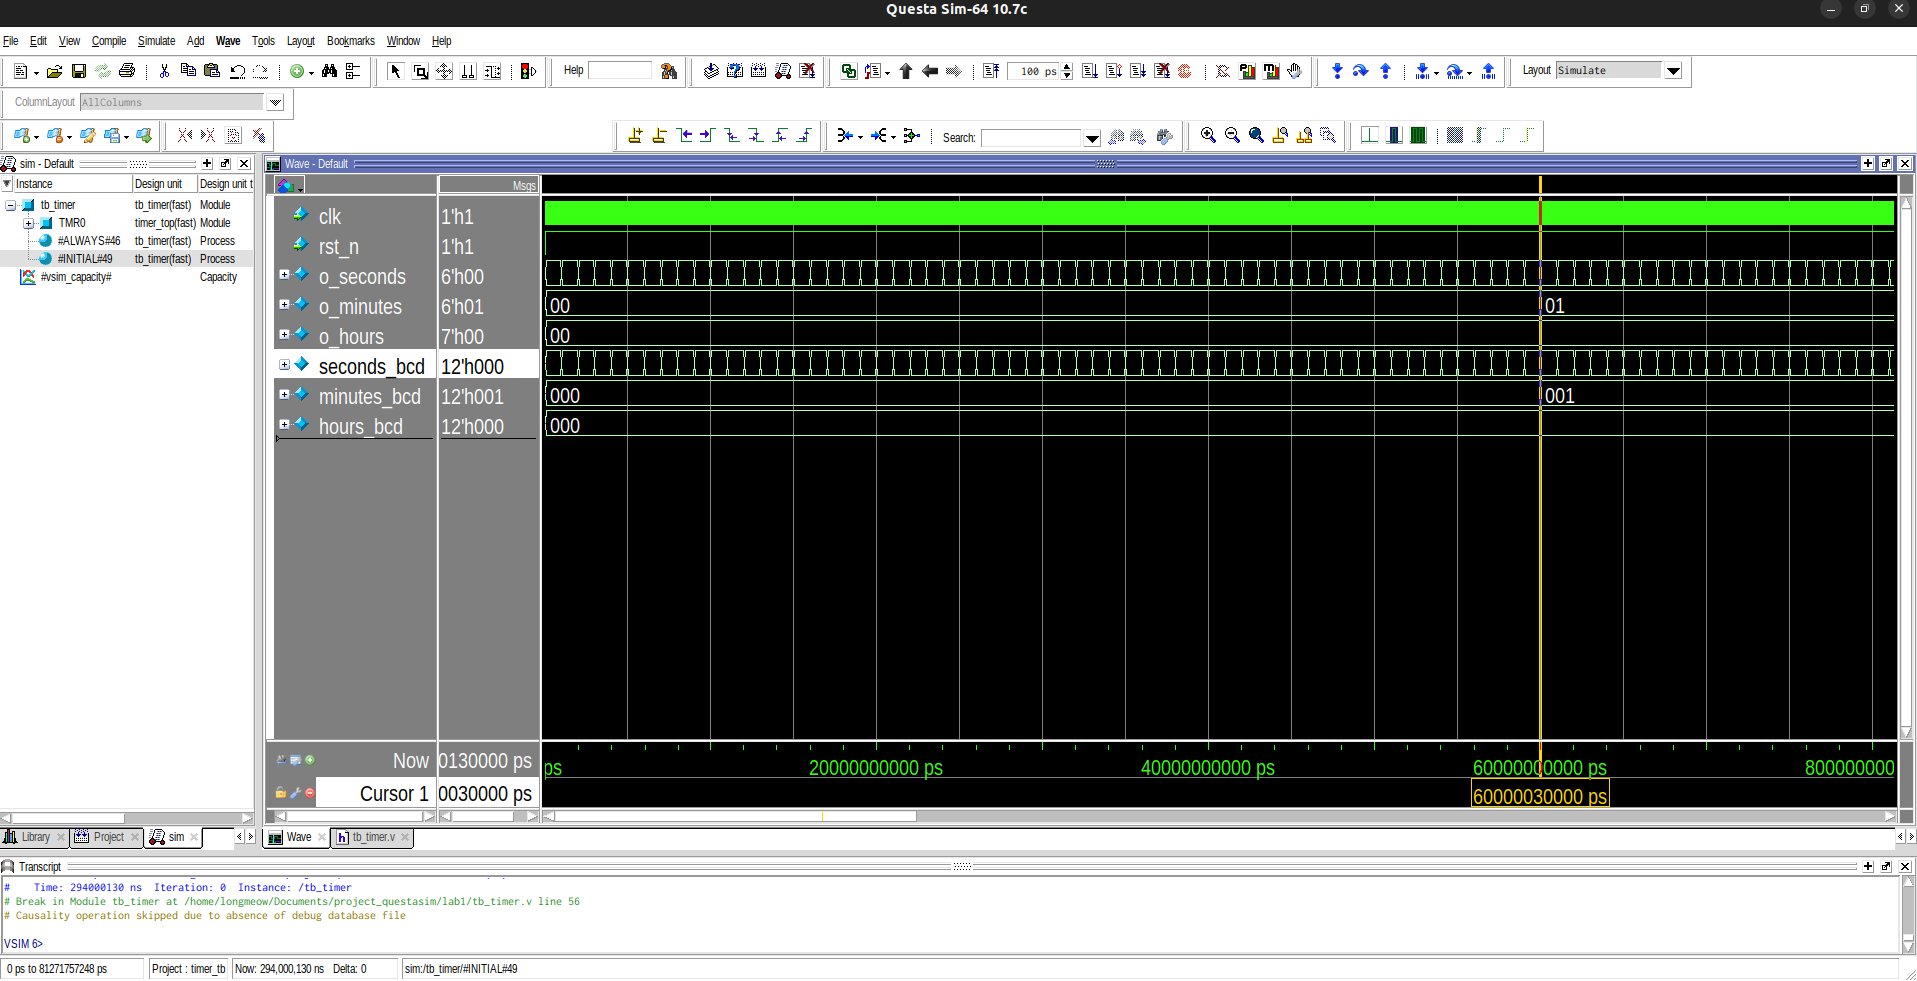 Questa Sim-64 10.7c
File Edit View Compile Simulate Add Wave Tools Layout Bookmarks Window Help
Help 100 ps Layout Simulate
ColumnLayout AllColumns
Search:
sim - Default
Instance Design unit Design unit t
tb_timer tb_timer(fast) Module
TMR0 timer_top(fast) Module
#ALWAYS#46 tb_timer(fast) Process
#INITIAL#49 tb_timer(fast) Process
#vsim_capacity# Capacity
Wave - Default
Msgs
clk 1'h1
rst_n 1'h1
o_seconds 6'h00
o_minutes 6'h01 00 01
o_hours 7'h00 00
seconds_bcd 12'h000
minutes_bcd 12'h001 000 001
hours_bcd 12'h000 000
Now 0130000 ps ps 20000000000 ps 40000000000 ps 60000000000 ps 800000000
Cursor 1 0030000 ps 60000030000 ps
Library Project sim Wave tb_timer.v
Transcript
# Time: 294000130 ns Iteration: 0 Instance: /tb_timer
# Break in Module tb_timer at /home/longmeow/Documents/project_questasim/lab1/tb_timer.v line 56
# Causality operation skipped due to absence of debug database file
VSIM 6>
0 ps to 81271757248 ps Project : timer_tb Now: 294,000,130 ns Delta: 0 sim:/tb_timer/#INITIAL#49